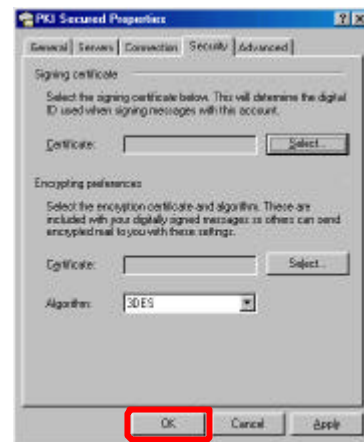 PKI Secured Properties
General Servers Connection Security Advanced
Signing certificate
Select the signing certificate below. This will determine the digital
ID used when signing messages with this account.
Certificate: Select...
Encrypting preferences
Select the encryption certificate and algorithm. These are
included with your digitally signed messages so others can send
encrypted mail to you with these settings.
Certificate: Select...
Algorithm: 3DES
OK Cancel Apply